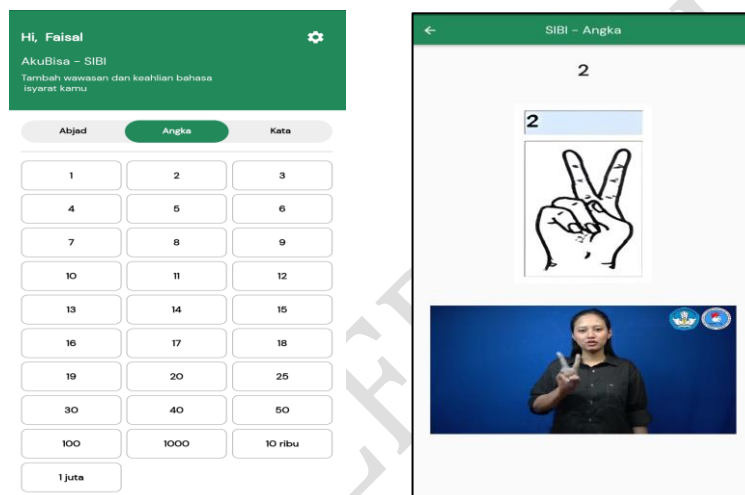 Hi, Faisal
AkuBisa – SIBI
Tambah wawasan dan keahlian bahasa
isyarat kamu
Abjad Angka Kata
1 2 3
4 5 6
7 8 9
10 11 12
13 14 15
16 17 18
19 20 25
30 40 50
100 1000 10 ribu
1 juta
SIBI – Angka
2
2